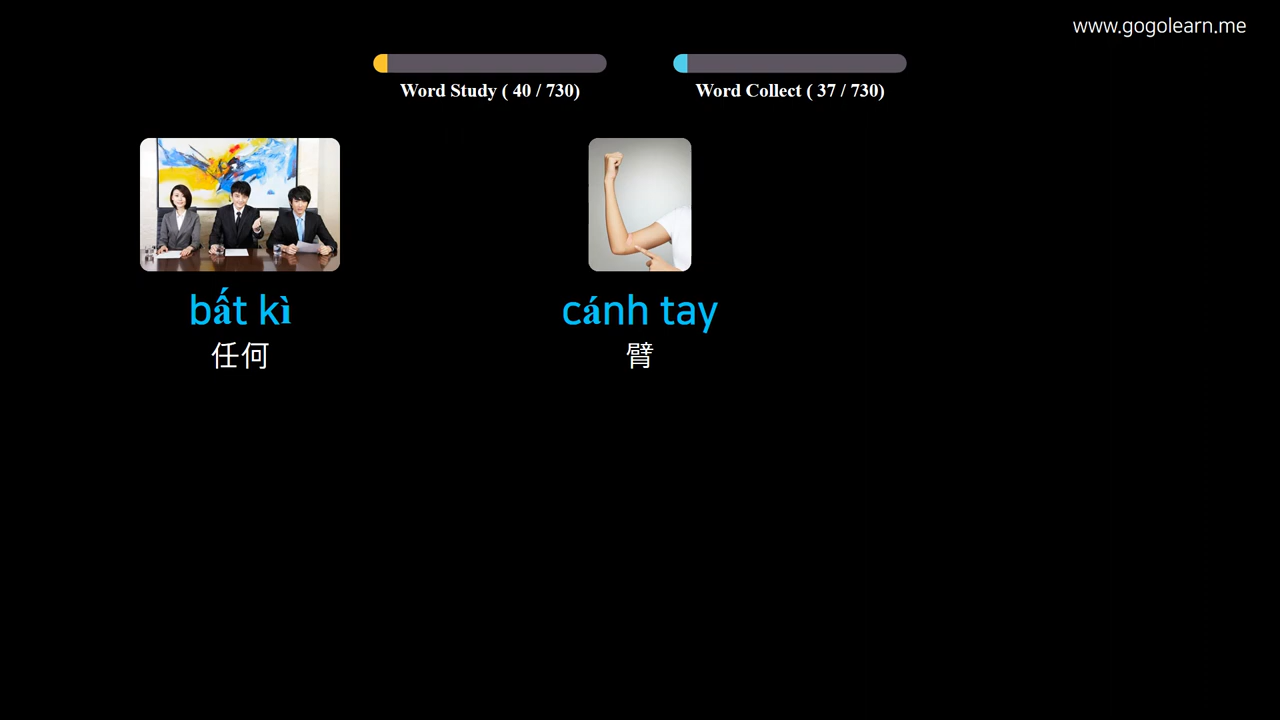 www.gogolearn.me
Word Study ( 40 / 730)
Word Collect ( 37 / 730)
bất kì
任何
cánh tay
臂